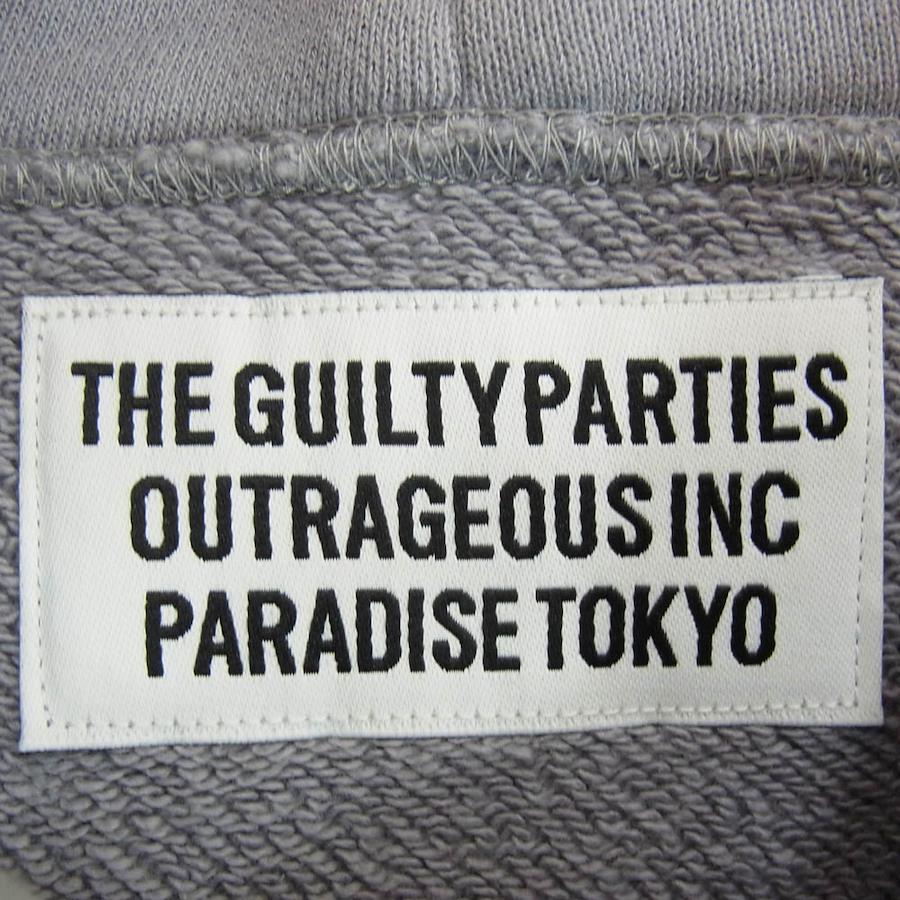 THE GUILTY PARTIES
OUTRAGEOUS INC
PARADISE TOKYO